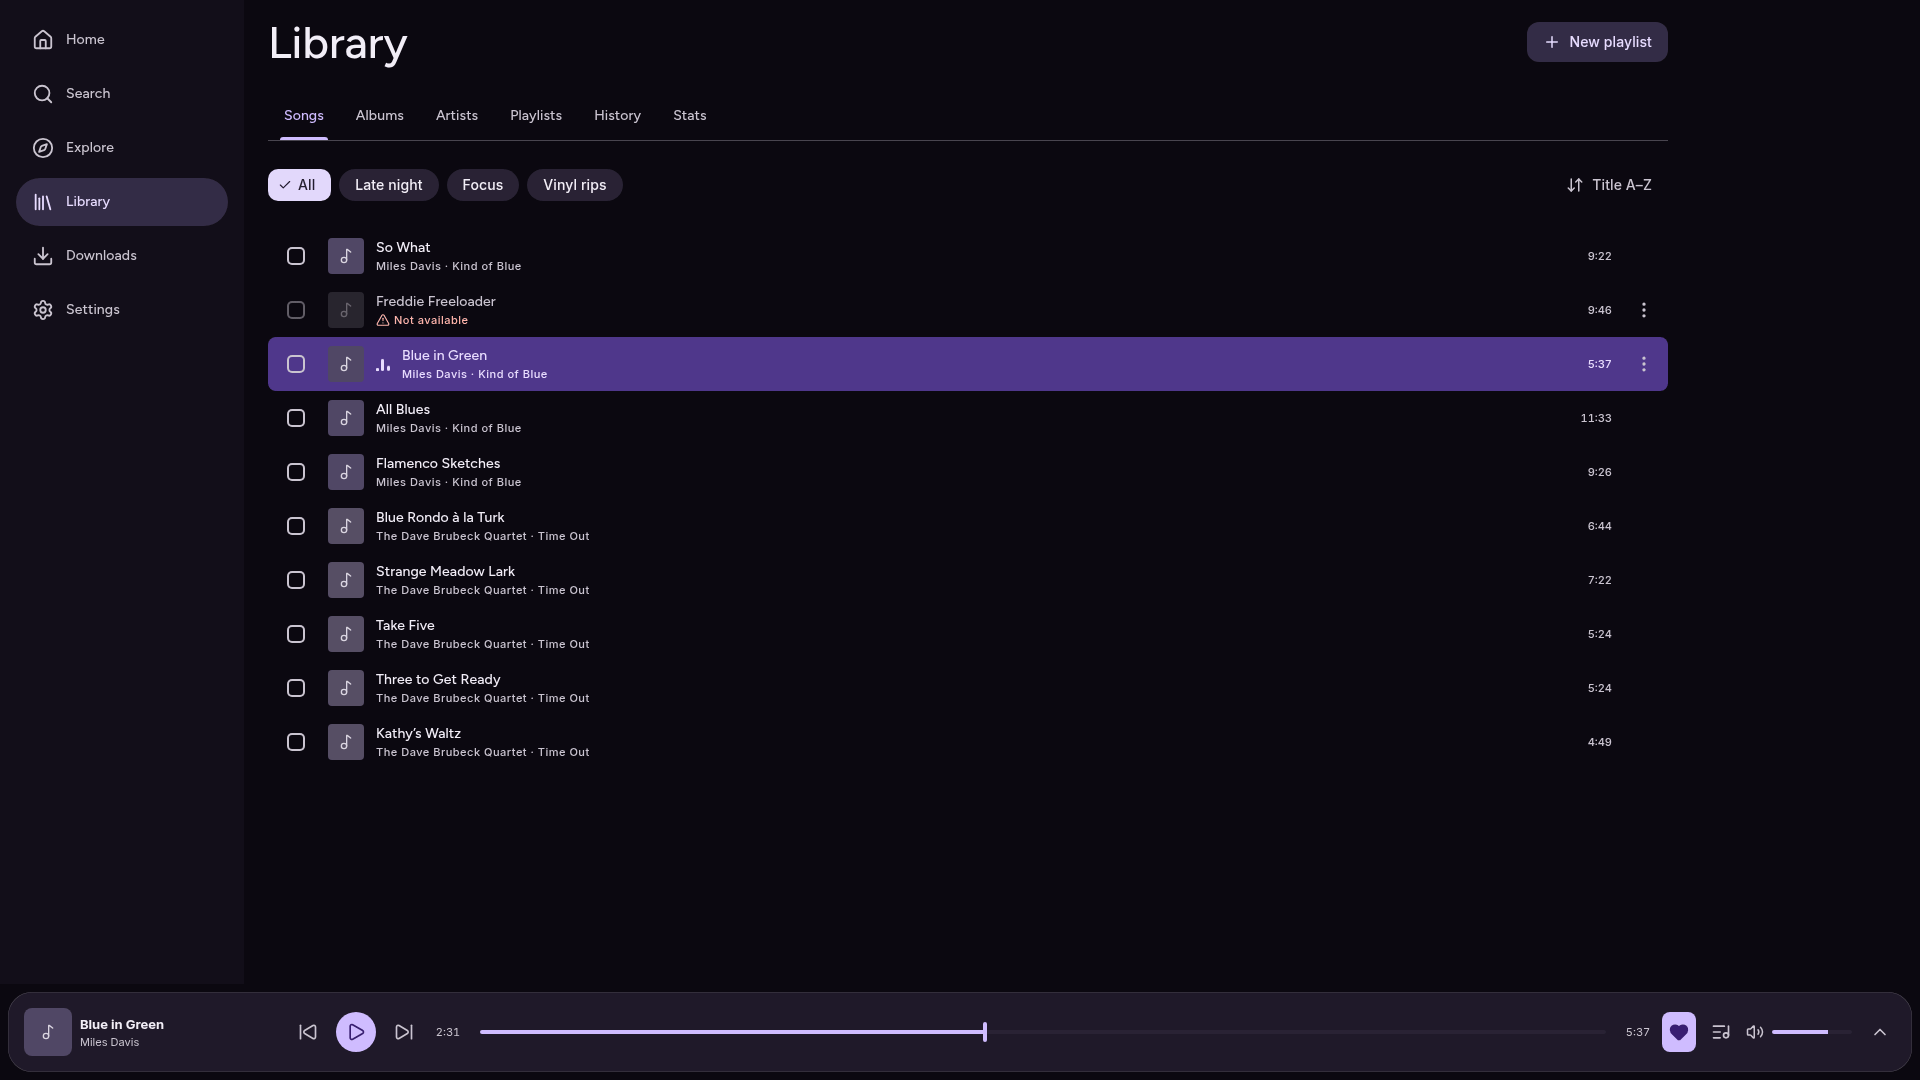 Home
Search
Explore
Library
Downloads
Settings
Library
New playlist
Songs Albums Artists Playlists History Stats
All Late night Focus Vinyl rips Title A–Z
So What
Miles Davis · Kind of Blue
9:22
Freddie Freeloader
Not available
9:46
Blue in Green
Miles Davis · Kind of Blue
5:37
All Blues
Miles Davis · Kind of Blue
11:33
Flamenco Sketches
Miles Davis · Kind of Blue
9:26
Blue Rondo à la Turk
The Dave Brubeck Quartet · Time Out
6:44
Strange Meadow Lark
The Dave Brubeck Quartet · Time Out
7:22
Take Five
The Dave Brubeck Quartet · Time Out
5:24
Three to Get Ready
The Dave Brubeck Quartet · Time Out
5:24
Kathy’s Waltz
The Dave Brubeck Quartet · Time Out
4:49
Blue in Green
Miles Davis
2:31
5:37